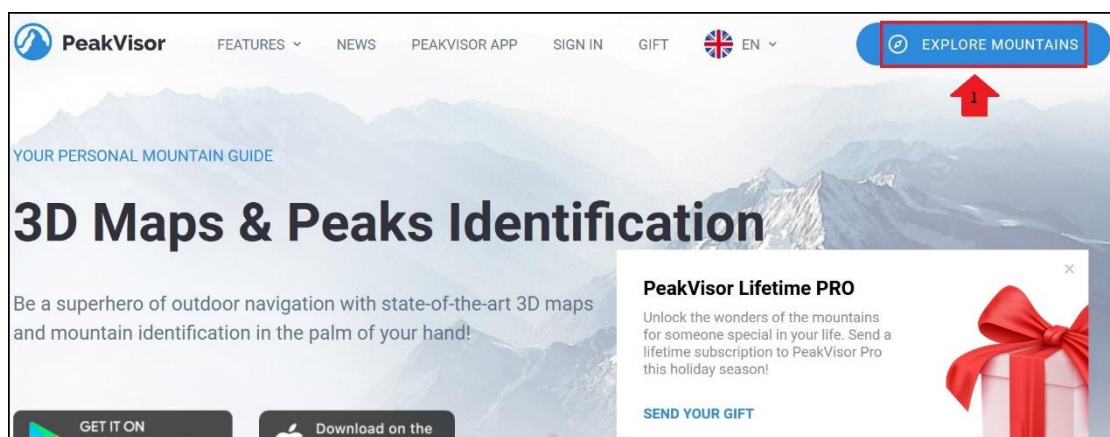 PeakVisor
FEATURES
NEWS
PEAKVISOR APP
SIGN IN
GIFT
EN
EXPLORE MOUNTAINS
1
YOUR PERSONAL MOUNTAIN GUIDE
3D Maps & Peaks Identification
Be a superhero of outdoor navigation with state-of-the-art 3D maps
and mountain identification in the palm of your hand!
PeakVisor Lifetime PRO
Unlock the wonders of the mountains
for someone special in your life. Send a
lifetime subscription to PeakVisor Pro
this holiday season!
SEND YOUR GIFT
GET IT ON
Download on the